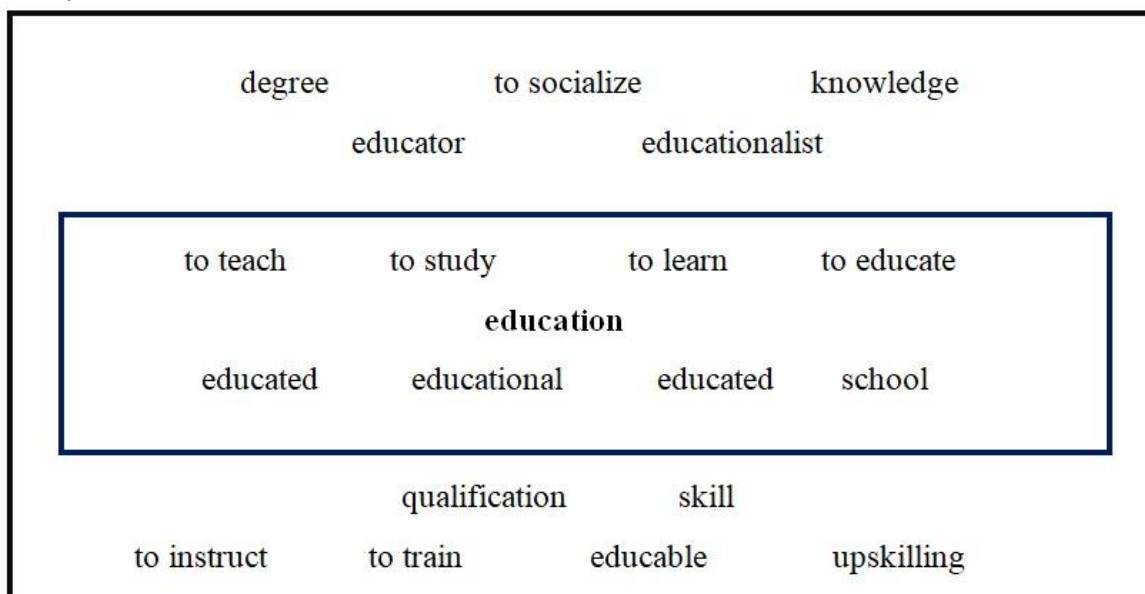 degree to socialize knowledge
educator educationalist
to teach to study to learn to educate
education
educated educational educated school
qualification skill
to instruct to train educable upskilling